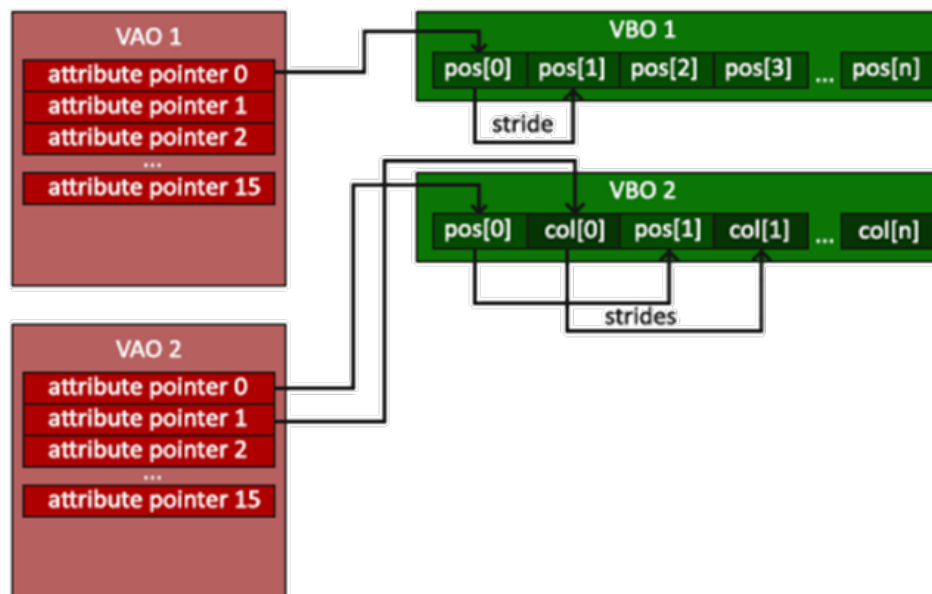 VAO 1
attribute pointer 0
attribute pointer 1
attribute pointer 2
...
attribute pointer 15
VBO 1
pos[0] pos[1] pos[2] pos[3] ... pos[n]
stride
VBO 2
pos[0] col[0] pos[1] col[1] ... col[n]
strides
VAO 2
attribute pointer 0
attribute pointer 1
attribute pointer 2
...
attribute pointer 15